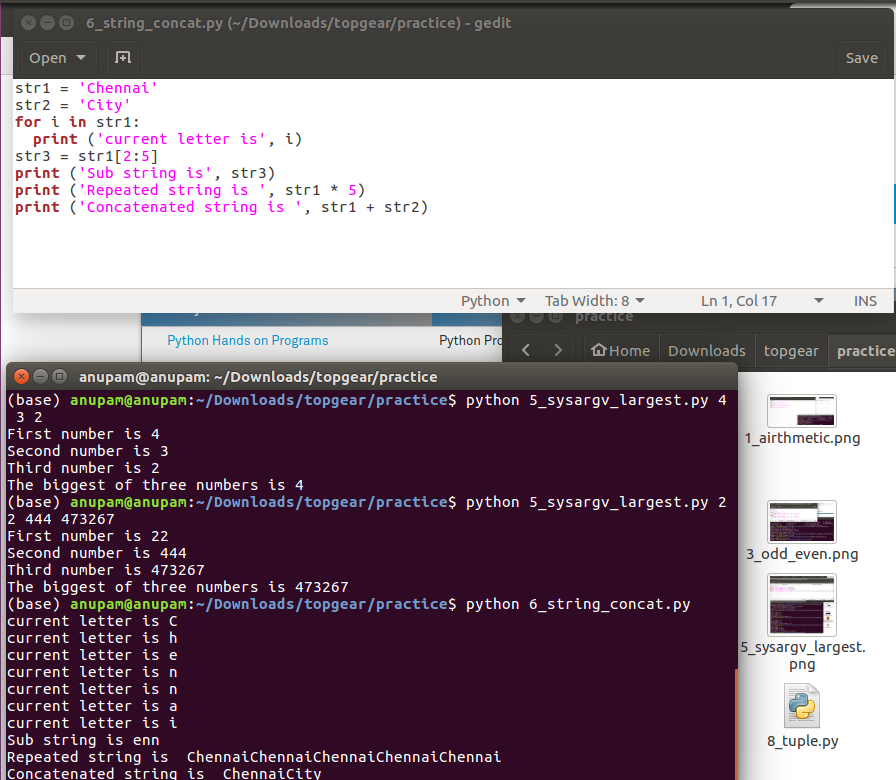 6_string_concat.py (~/Downloads/topgear/practice) - gedit
Open
Save
str1 = 'Chennai'
str2 = 'City'
for i in str1:
  print ('current letter is', i)
str3 = str1[2:5]
print ('Sub string is', str3)
print ('Repeated string is ', str1 * 5)
print ('Concatenated string is ', str1 + str2)
Python
Tab Width: 8
Ln 1, Col 17
INS
Python Hands on Programs
Python Pro
practice
Home
Downloads
topgear
practice
anupam@anupam: ~/Downloads/topgear/practice
(base) anupam@anupam:~/Downloads/topgear/practice$ python 5_sysargv_largest.py 4
 3 2
First number is 4
Second number is 3
Third number is 2
The biggest of three numbers is 4
(base) anupam@anupam:~/Downloads/topgear/practice$ python 5_sysargv_largest.py 2
2 444 473267
First number is 22
Second number is 444
Third number is 473267
The biggest of three numbers is 473267
(base) anupam@anupam:~/Downloads/topgear/practice$ python 6_string_concat.py
current letter is C
current letter is h
current letter is e
current letter is n
current letter is n
current letter is a
current letter is i
Sub string is enn
Repeated string is  ChennaiChennaiChennaiChennaiChennai
Concatenated string is  ChennaiCity
1_airthmetic.png
3_odd_even.png
5_sysargv_largest.
png
8_tuple.py